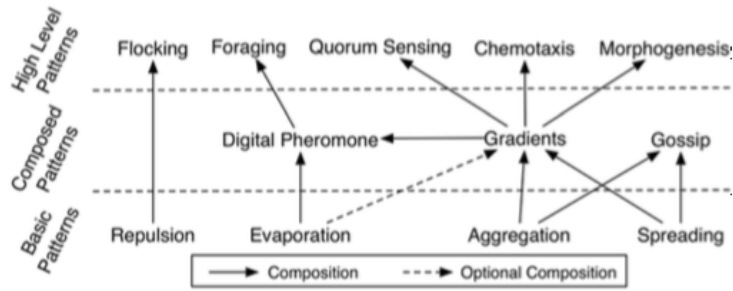 High Level Patterns
Flocking Foraging Quorum Sensing Chemotaxis Morphogenesis
Composed Patterns
Digital Pheromone Gradients Gossip
Basic Patterns
Repulsion Evaporation Aggregation Spreading
Composition Optional Composition